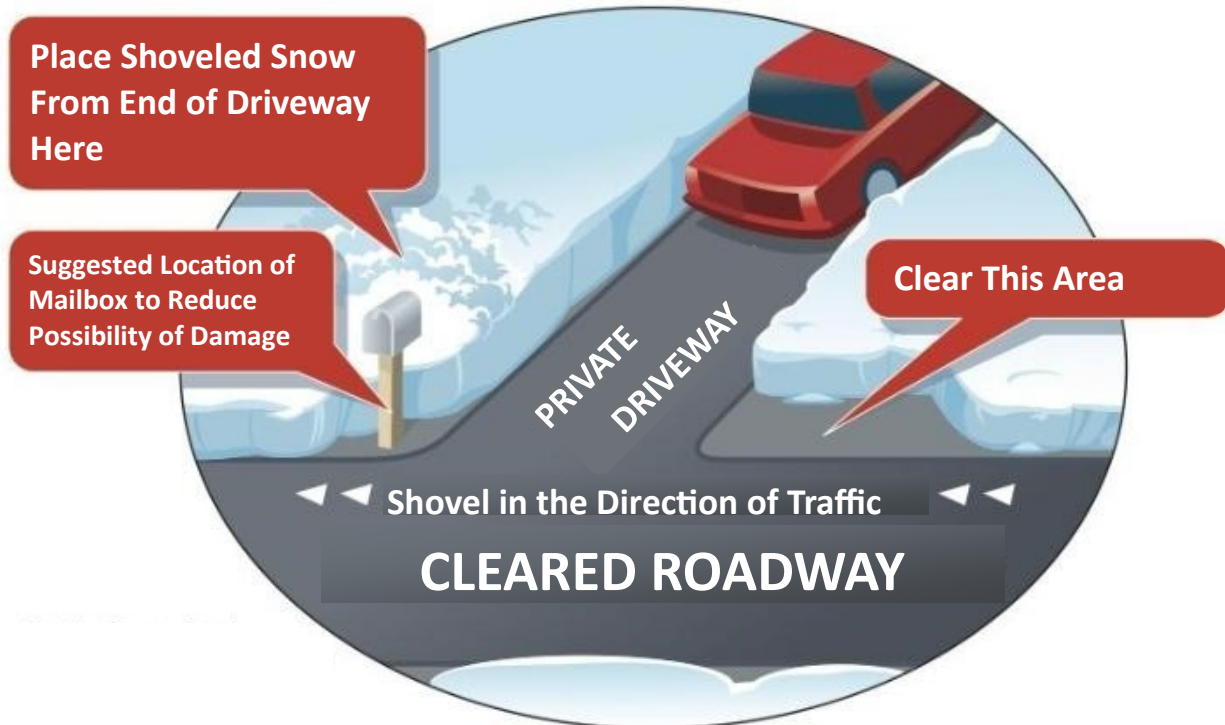 Place Shoveled Snow
From End of Driveway
Here
Suggested Location of
Mailbox to Reduce
Possibility of Damage
Clear This Area
PRIVATE
DRIVEWAY
Shovel in the Direction of Traffic
CLEARED ROADWAY